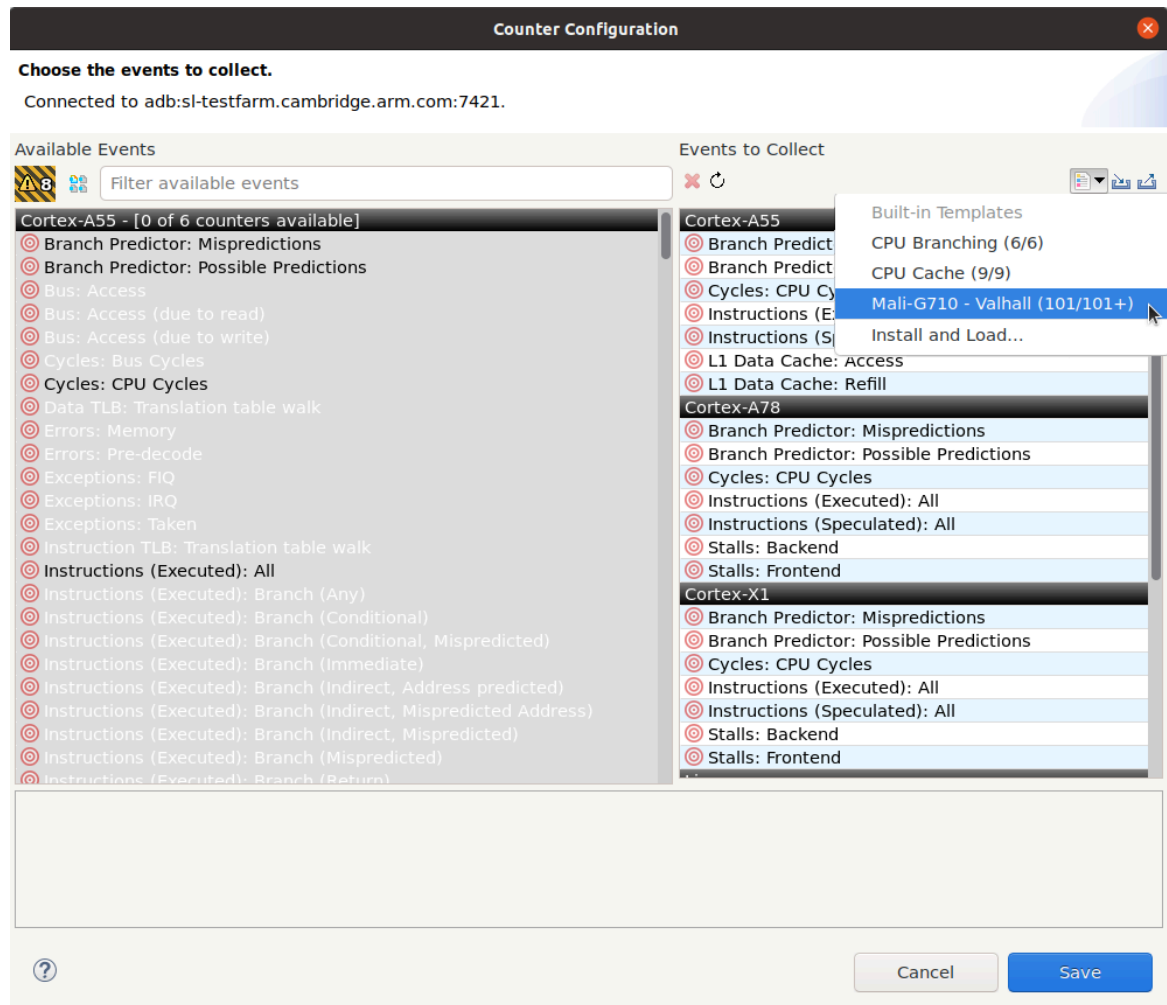 Counter Configuration
Choose the events to collect.
Connected to adb:sl-testfarm.cambridge.arm.com:7421.
Available Events
8
Filter available events
Cortex-A55 - [0 of 6 counters available]
Branch Predictor: Mispredictions
Branch Predictor: Possible Predictions
Bus: Access
Bus: Access (due to read)
Bus: Access (due to write)
Cycles: Bus Cycles
Cycles: CPU Cycles
Data TLB: Translation table walk
Errors: Memory
Errors: Pre-decode
Exceptions: FIQ
Exceptions: IRQ
Exceptions: Taken
Instruction TLB: Translation table walk
Instructions (Executed): All
Instructions (Executed): Branch (Any)
Instructions (Executed): Branch (Conditional)
Instructions (Executed): Branch (Conditional, Mispredicted)
Instructions (Executed): Branch (Immediate)
Instructions (Executed): Branch (Indirect, Address predicted)
Instructions (Executed): Branch (Indirect, Mispredicted Address)
Instructions (Executed): Branch (Indirect, Mispredicted)
Instructions (Executed): Branch (Mispredicted)
Instructions (Executed): Branch (Return)
Events to Collect
Cortex-A55
Branch Predict
Branch Predict
Cycles: CPU Cy
Instructions (E
Instructions (S
L1 Data Cache: Access
L1 Data Cache: Refill
Cortex-A78
Branch Predictor: Mispredictions
Branch Predictor: Possible Predictions
Cycles: CPU Cycles
Instructions (Executed): All
Instructions (Speculated): All
Stalls: Backend
Stalls: Frontend
Cortex-X1
Branch Predictor: Mispredictions
Branch Predictor: Possible Predictions
Cycles: CPU Cycles
Instructions (Executed): All
Instructions (Speculated): All
Stalls: Backend
Stalls: Frontend
Built-in Templates
CPU Branching (6/6)
CPU Cache (9/9)
Mali-G710 - Valhall (101/101+)
Install and Load...
Cancel
Save